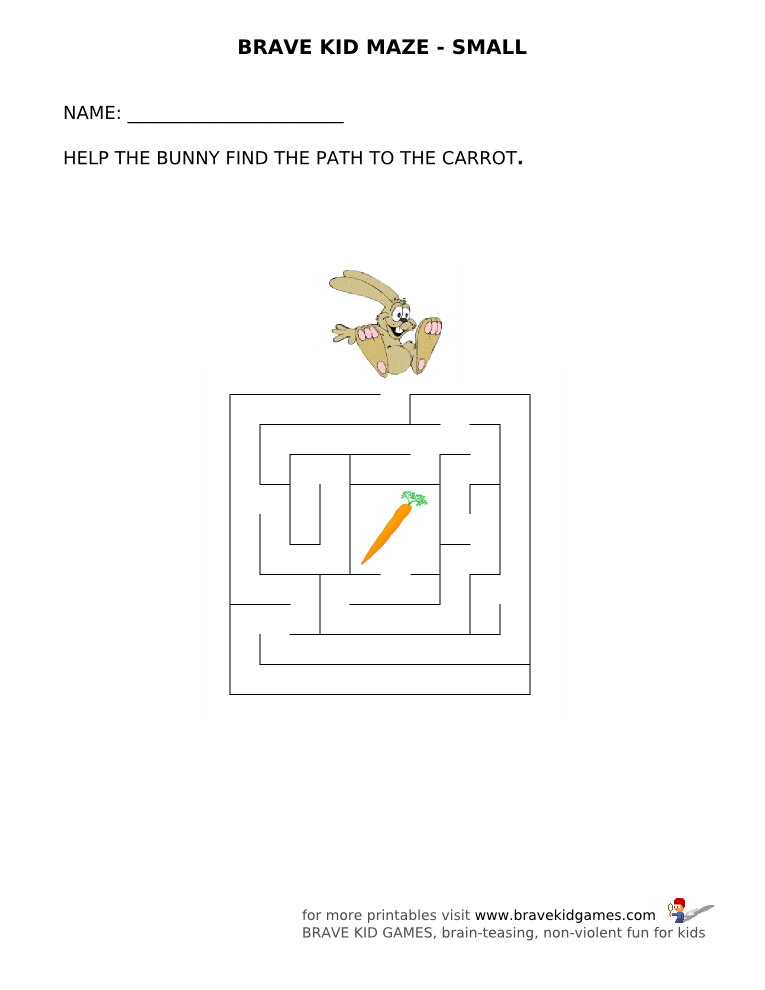 BRAVE KID MAZE - SMALL
NAME: ________________________
HELP THE BUNNY FIND THE PATH TO THE CARROT.
for more printables visit www.bravekidgames.com
BRAVE KID GAMES, brain-teasing, non-violent fun for kids